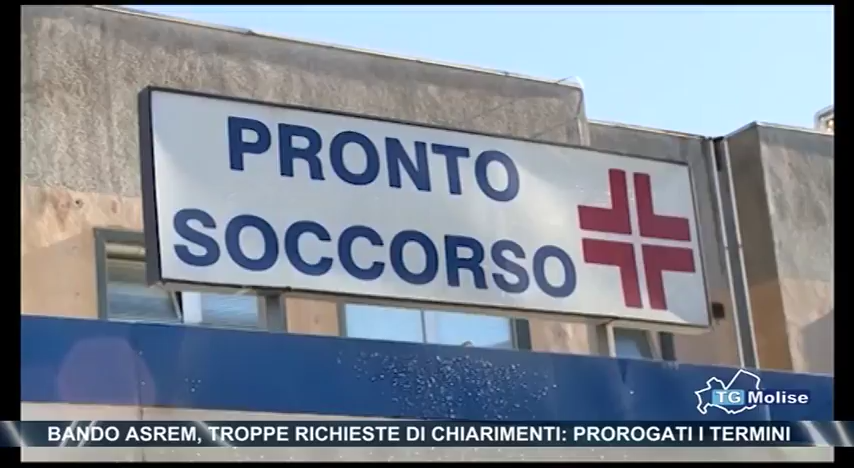 PRONTO
SOCCORSO
TG Molise
BANDO ASREM, TROPPE RICHIESTE DI CHIARIMENTI: PROROGATI I TERMINI